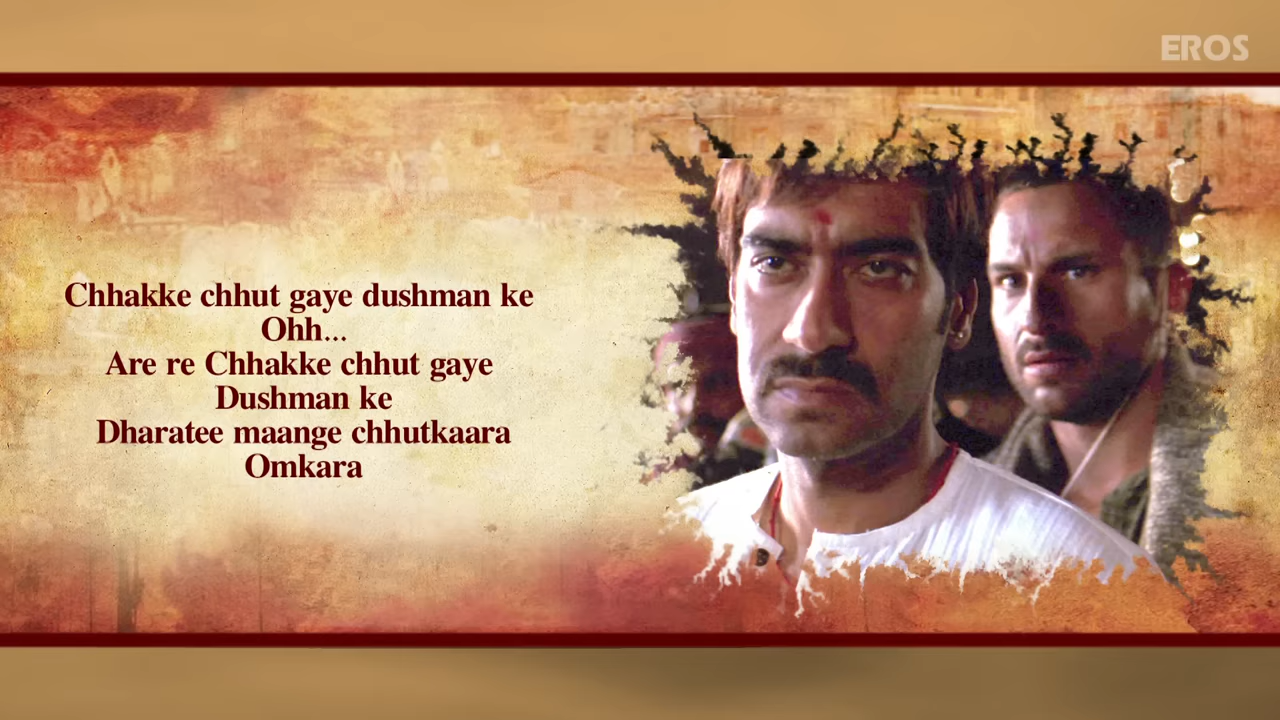 EROS
Chhakke chhut gaye dushman ke
Ohh...
Are re Chhakke chhut gaye
Dushman ke
Dharatee maange chhutkaara
Omkara